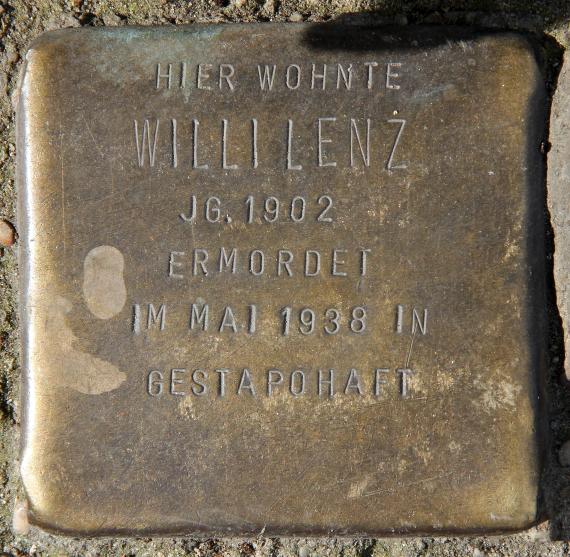 HIER WOHNTE
WILLI LENZ
JG. 1902
ERMORDET
IM MAI 1938 IN
GESTAPOHAFT